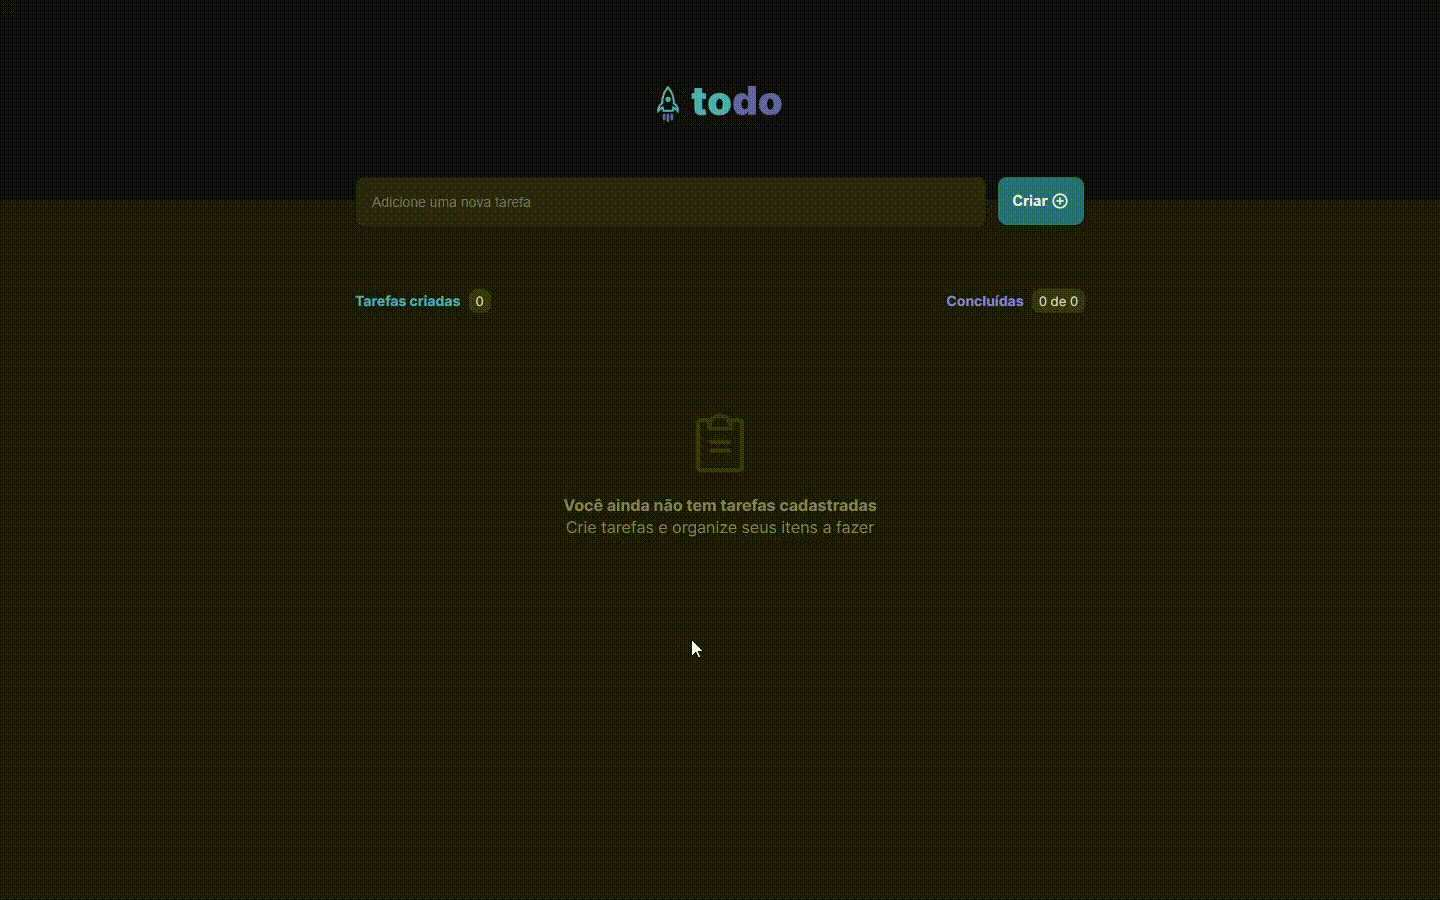 todo
Adicione uma nova tarefa
Criar
Tarefas criadas 0
Concluídas 0 de 0
Você ainda não tem tarefas cadastradas
Crie tarefas e organize seus itens a fazer